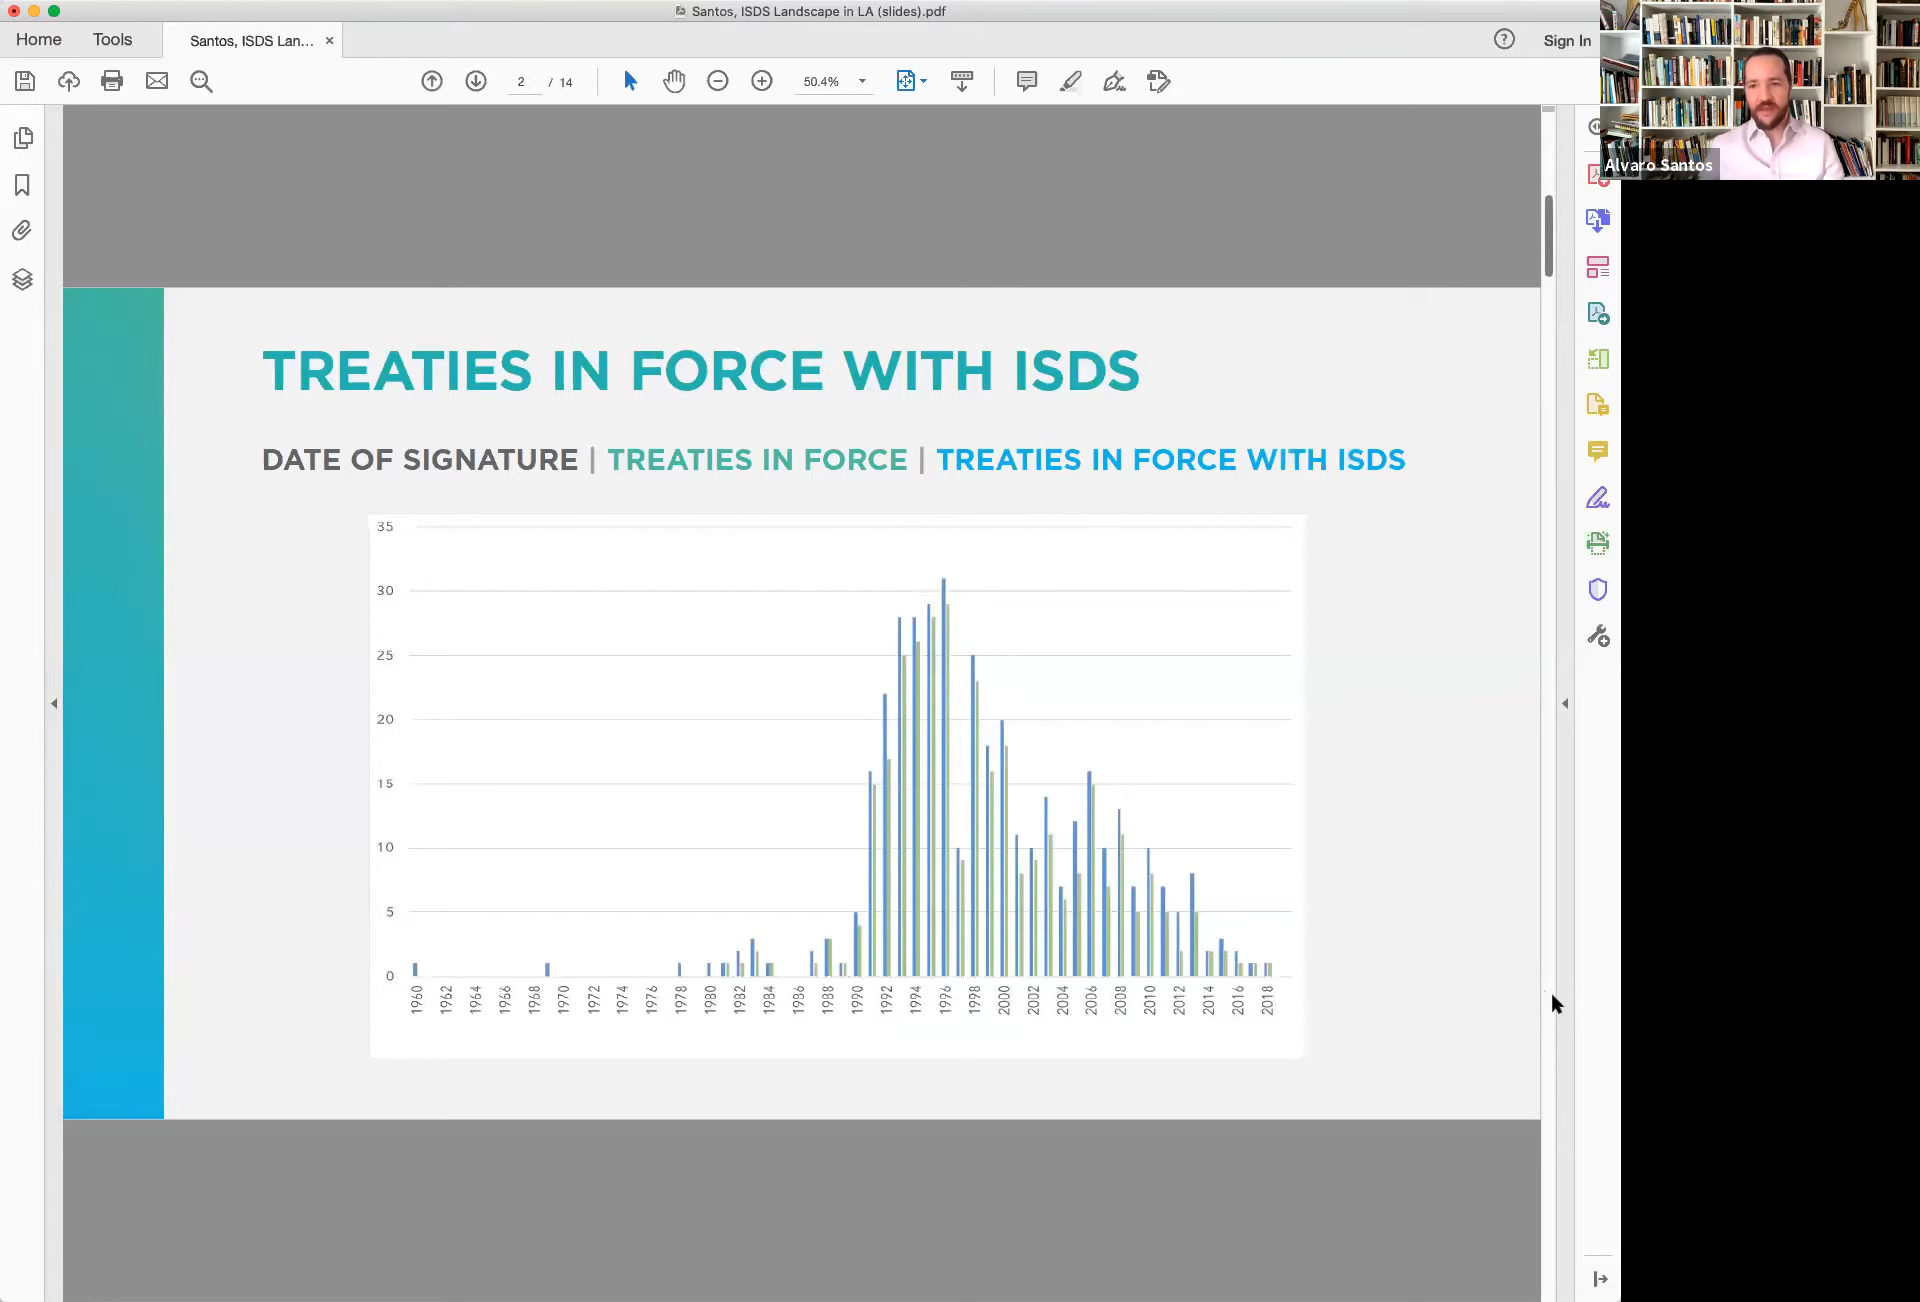 Santos, ISDS Landscape in LA (slides).pdf
Home
Tools
Santos, ISDS Lan... ×
? Sign In
2 / 14
50.4%
Alvaro Santos
TREATIES IN FORCE WITH ISDS
DATE OF SIGNATURE | TREATIES IN FORCE | TREATIES IN FORCE WITH ISDS
35
30
25
20
15
10
5
0
1960 1962 1964 1966 1968 1970 1972 1974 1976 1978 1980 1982 1984 1986 1988 1990 1992 1994 1996 1998 2000 2002 2004 2006 2008 2010 2012 2014 2016 2018